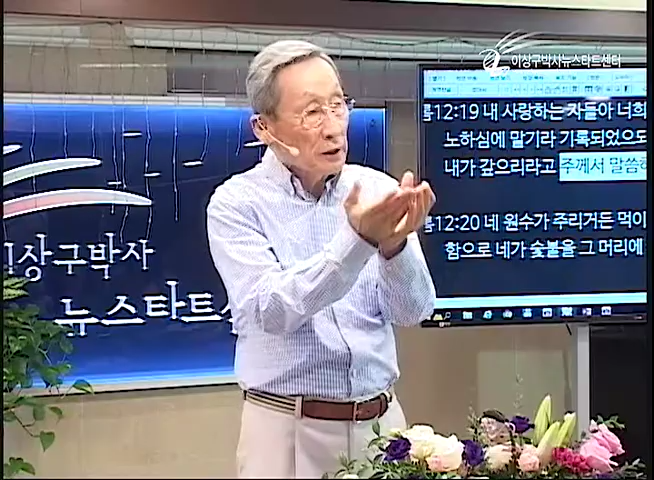 이상구박사뉴스타트센터
롬12:19 내 사랑하는 자들아 너희
노하심에 맡기라 기록되었으되
내가 갚으리라고 주께서 말씀하
롬12:20 네 원수가 주리거든 먹이
함으로 네가 숯불을 그 머리에
이상구박사
뉴스타트